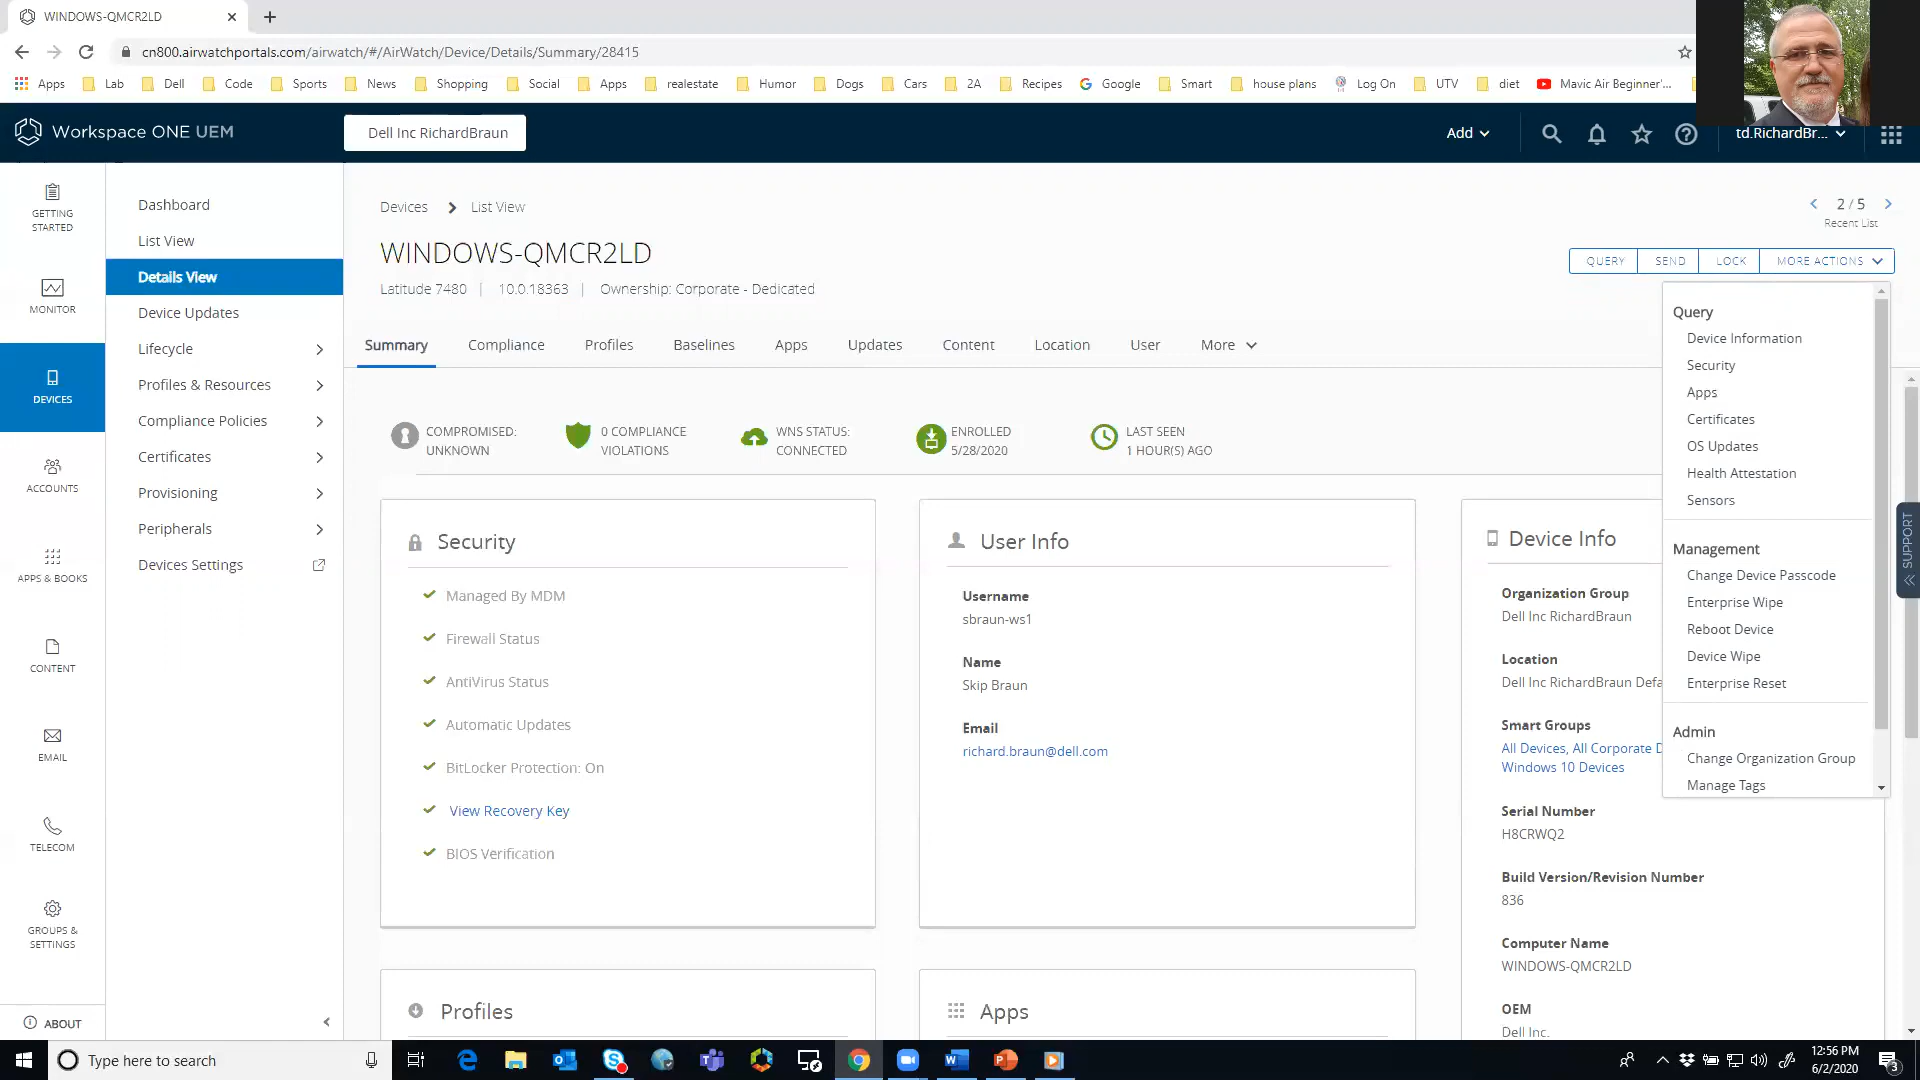 WINDOWS-QMCR2LD
cn800.airwatchportals.com/airwatch/#/AirWatch/Device/Details/Summary/28415
Apps Lab Dell Code Sports News Shopping Social Apps realestate Humor Dogs Cars 2A Recipes Google Smart house plans Log On UTV diet Mavic Air Beginner'...
Workspace ONE UEM
Dell Inc RichardBraun
Add
td.RichardBr...
GETTING
STARTED
MONITOR
DEVICES
ACCOUNTS
APPS & BOOKS
CONTENT
EMAIL
TELECOM
GROUPS &
SETTINGS
ABOUT
Dashboard
List View
Details View
Device Updates
Lifecycle
Profiles & Resources
Compliance Policies
Certificates
Provisioning
Peripherals
Devices Settings
Devices List View
2 / 5
Recent List
WINDOWS-QMCR2LD
Latitude 7480 | 10.0.18363 | Ownership: Corporate - Dedicated
QUERY SEND LOCK MORE ACTIONS
Summary Compliance Profiles Baselines Apps Updates Content Location User More
COMPROMISED:
UNKNOWN
0 COMPLIANCE
VIOLATIONS
WNS STATUS:
CONNECTED
ENROLLED
5/28/2020
LAST SEEN
1 HOUR(S) AGO
Security
Managed By MDM
Firewall Status
AntiVirus Status
Automatic Updates
BitLocker Protection: On
View Recovery Key
BIOS Verification
User Info
Username
sbraun-ws1
Name
Skip Braun
Email
richard.braun@dell.com
Device Info
Organization Group
Dell Inc RichardBraun
Location
Dell Inc RichardBraun Defa
Smart Groups
All Devices, All Corporate D
Windows 10 Devices
Serial Number
H8CRWQ2
Build Version/Revision Number
836
Computer Name
WINDOWS-QMCR2LD
OEM
Dell Inc.
Query
Device Information
Security
Apps
Certificates
OS Updates
Health Attestation
Sensors
Management
Change Device Passcode
Enterprise Wipe
Reboot Device
Device Wipe
Enterprise Reset
Admin
Change Organization Group
Manage Tags
SUPPORT
Profiles
Apps
Type here to search
12:56 PM
6/2/2020
3